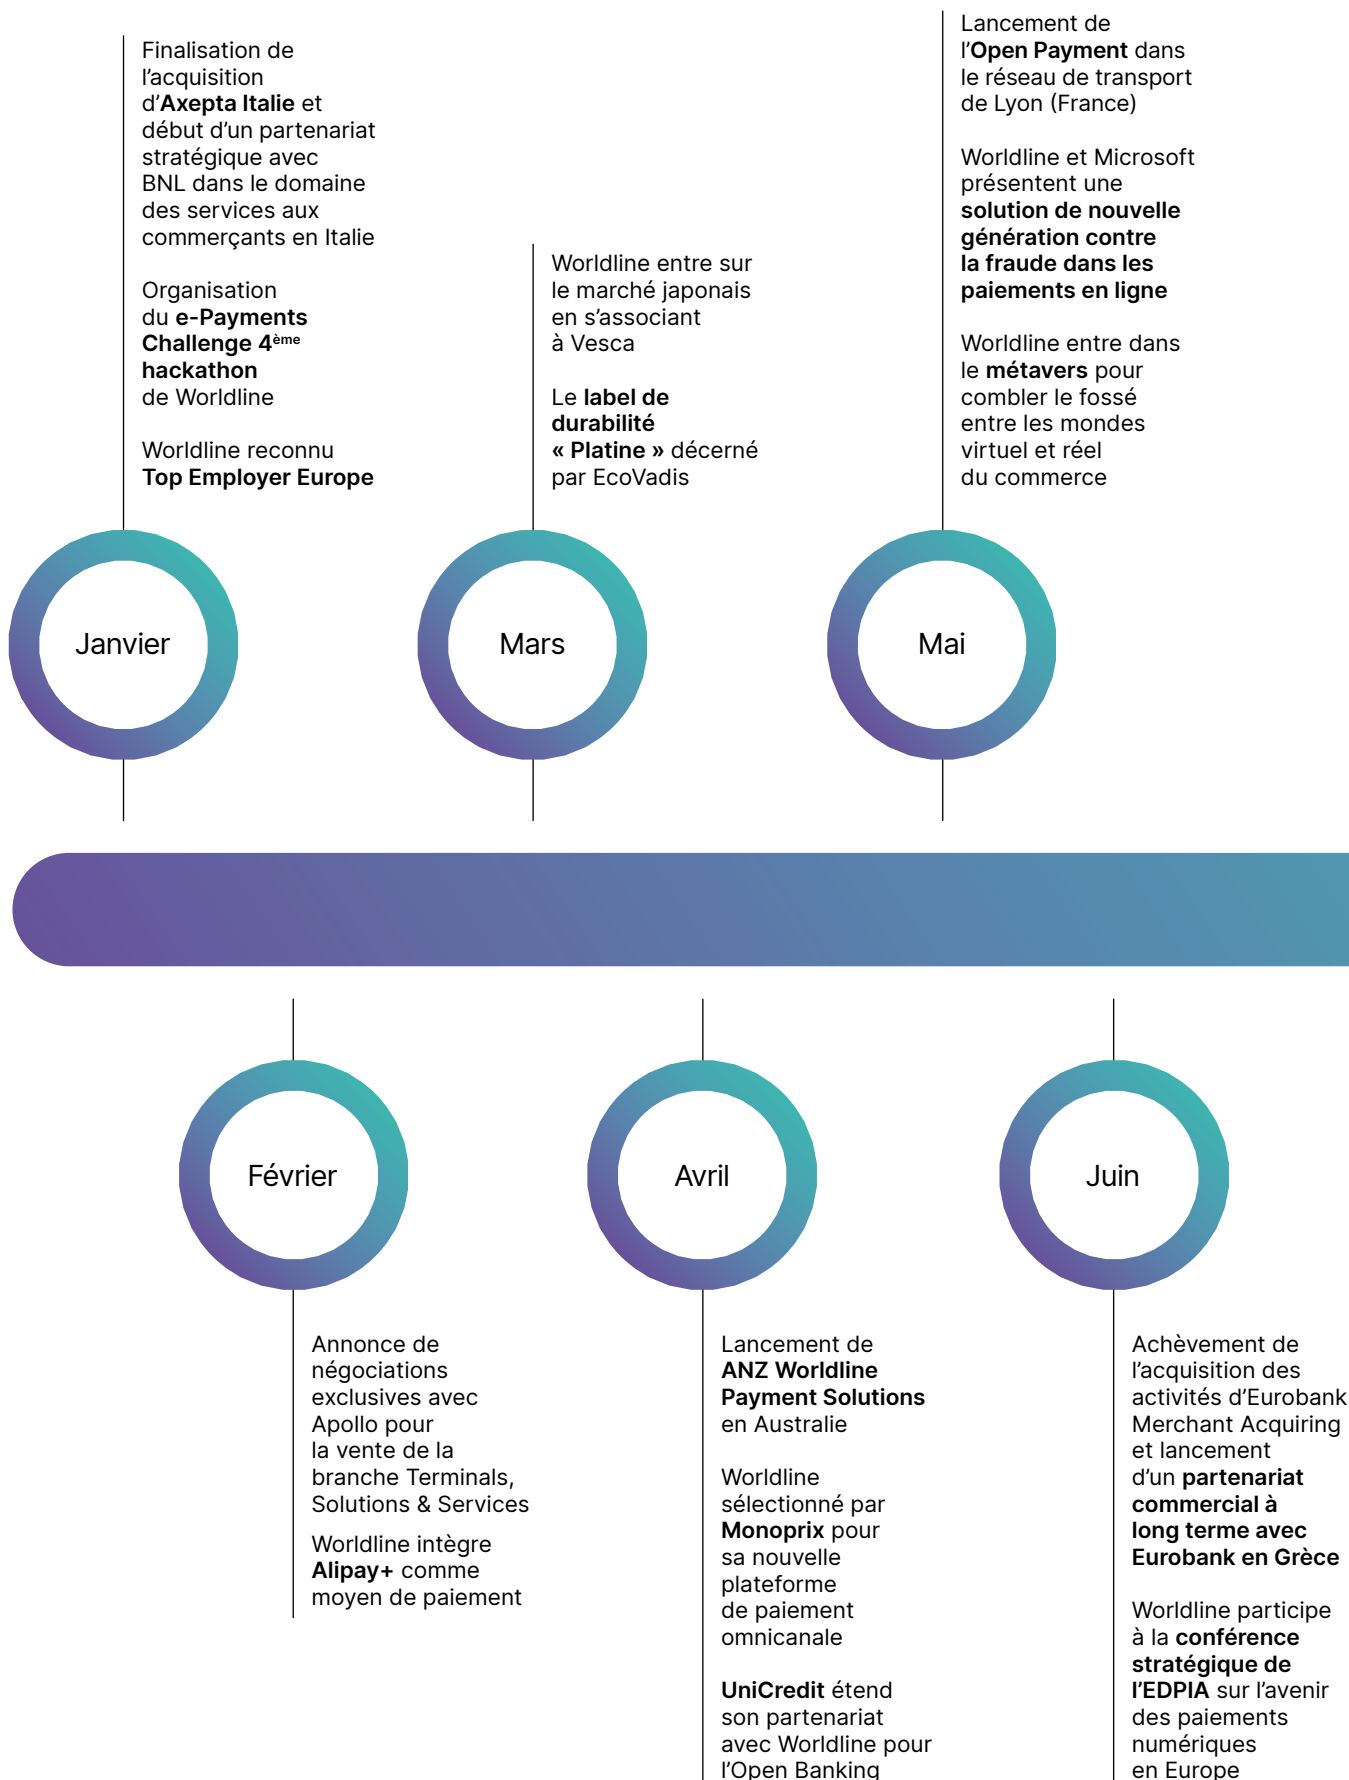 Finalisation de
l’acquisition
d’Axepta Italie et
début d’un partenariat
stratégique avec
BNL dans le domaine
des services aux
commerçants en Italie
Organisation
du e-Payments
Challenge 4ème
hackathon
de Worldline
Worldline reconnu
Top Employer Europe
Janvier
Worldline entre sur
le marché japonais
en s’associant
à Vesca
Le label de
durabilité
« Platine » décerné
par EcoVadis
Mars
Lancement de
l’Open Payment dans
le réseau de transport
de Lyon (France)
Worldline et Microsoft
présentent une
solution de nouvelle
génération contre
la fraude dans les
paiements en ligne
Worldline entre dans
le métavers pour
combler le fossé
entre les mondes
virtuel et réel
du commerce
Mai
Février
Annonce de
négociations
exclusives avec
Apollo pour
la vente de la
branche Terminals,
Solutions & Services
Worldline intègre
Alipay+ comme
moyen de paiement
Avril
Lancement de
ANZ Worldline
Payment Solutions
en Australie
Worldline
sélectionné par
Monoprix pour
sa nouvelle
plateforme
de paiement
omnicanale
UniCredit étend
son partenariat
avec Worldline pour
l’Open Banking
Juin
Achèvement de
l’acquisition des
activités d’Eurobank
Merchant Acquiring
et lancement
d’un partenariat
commercial à
long terme avec
Eurobank en Grèce
Worldline participe
à la conférence
stratégique de
l’EDPIA sur l’avenir
des paiements
numériques
en Europe